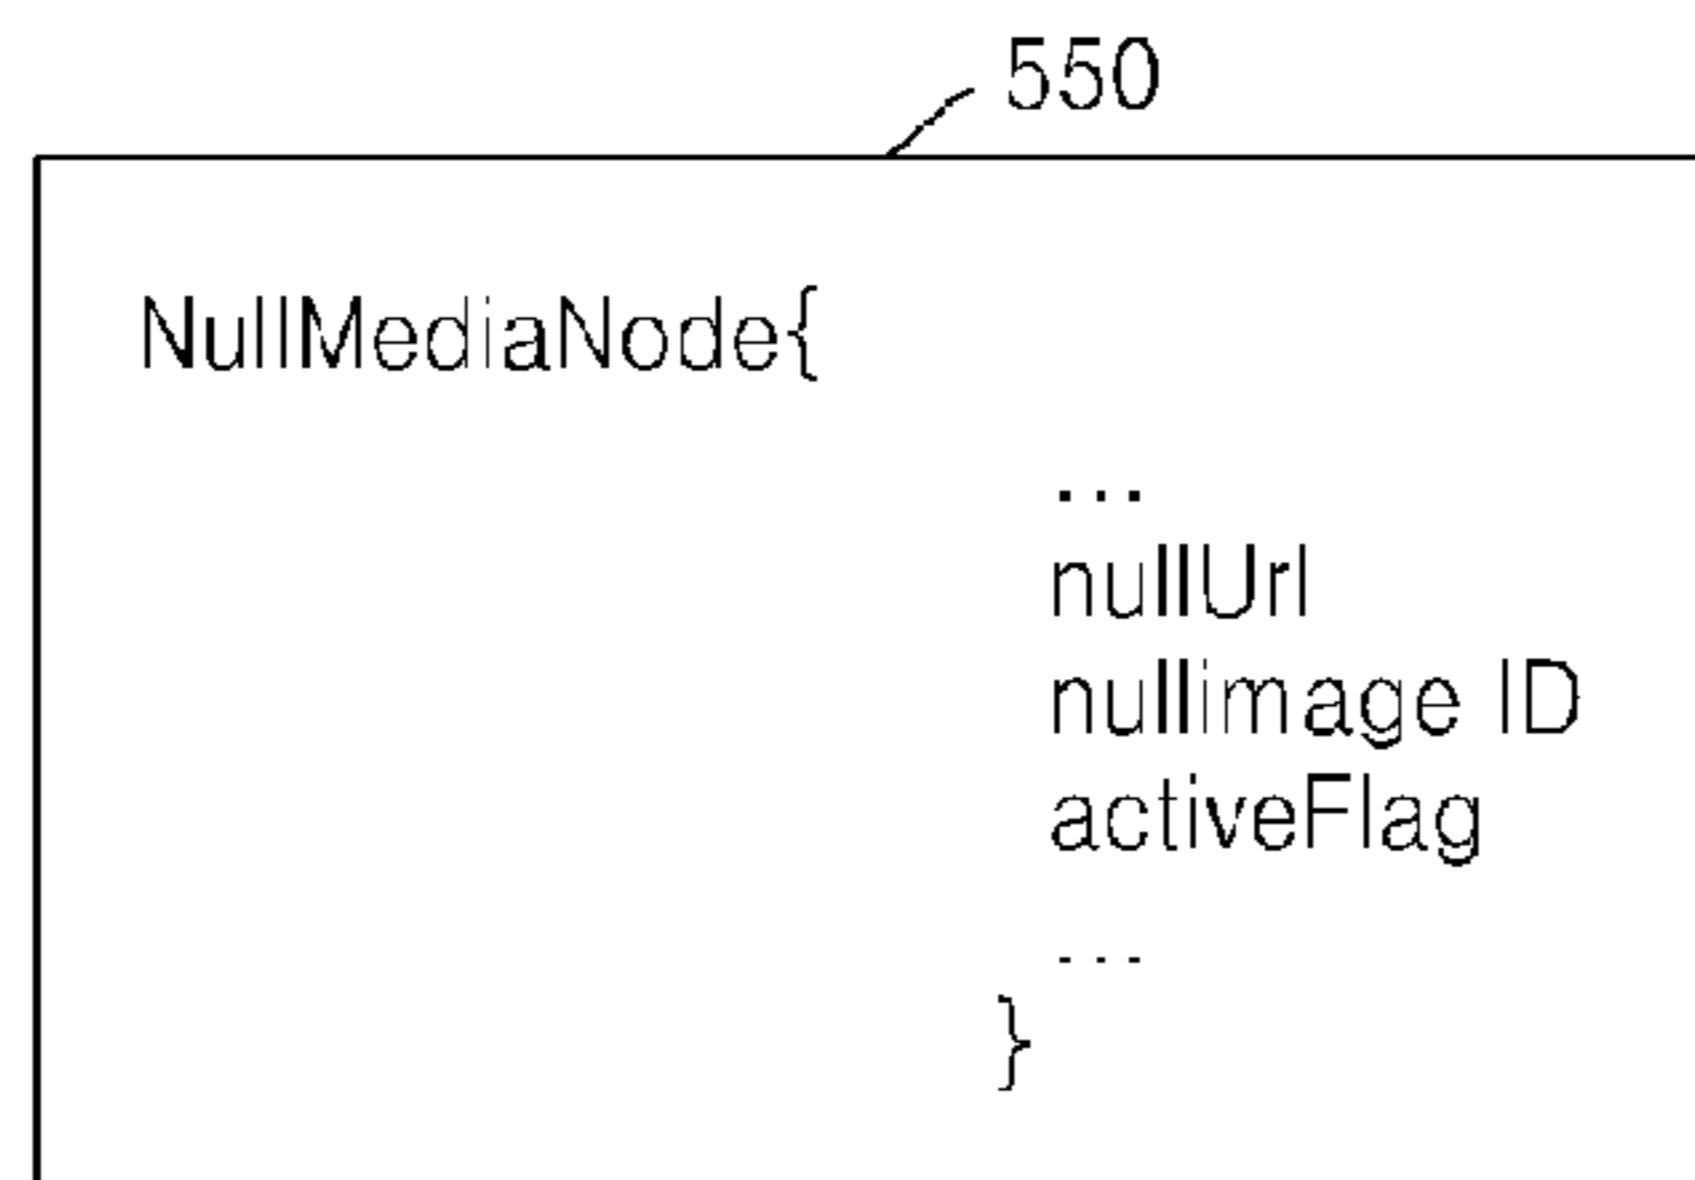 550
NullMediaNode{
...
nullUrl
nullimage ID
activeFlag
...
}